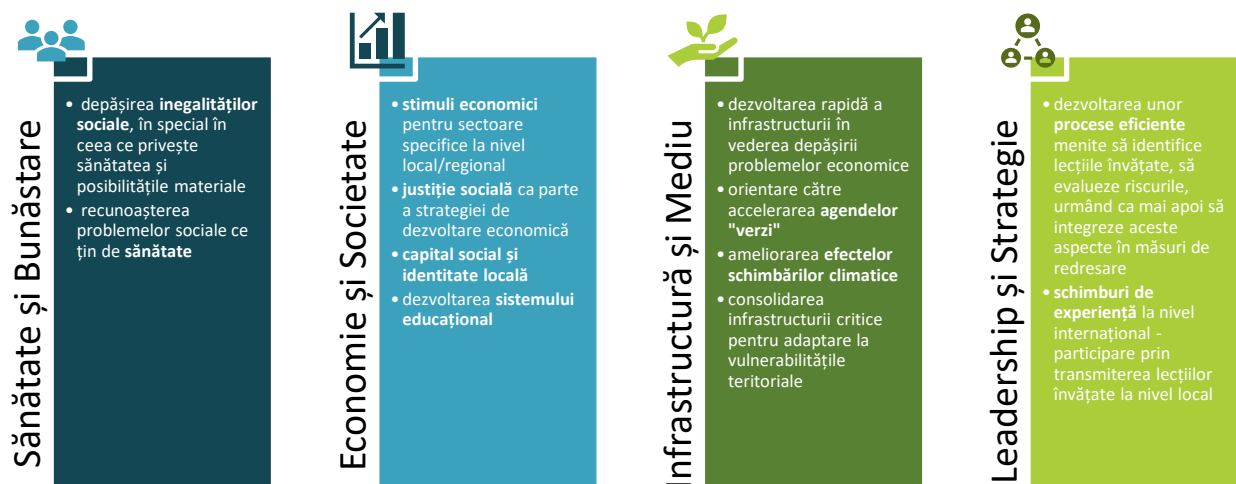 Sănătate și Bunăstare
• depășirea inegalităților
sociale, în special în
ceea ce privește
sănătatea și
posibilitățile materiale
• recunoașterea
problemelor sociale ce
țin de sănătate
Economie și Societate
• stimuli economici
pentru sectoare
specifice la nivel
local/regional
• justiție socială ca parte
a strategiei de
dezvoltare economică
• capital social și
identitate locală
• dezvoltarea sistemului
educațional
Infrastructură și Mediu
• dezvoltarea rapidă a
infrastructurii în
vederea depășirii
problemelor economice
• orientare către
accelerarea agendelor
"verzi"
• ameliorarea efectelor
schimbărilor climatice
• consolidarea
infrastructurii critice
pentru adaptare la
vulnerabilitățile
teritoriale
Leadership și Strategie
• dezvoltarea unor
procese eficiente
menite să identifice
lecțiile învățate, să
evalueze riscurile,
urmând ca mai apoi să
integreze aceste
aspecte în măsuri de
redresare
• schimburi de
experiență la nivel
internațional -
participare prin
transmiterea lecțiilor
învățate la nivel local